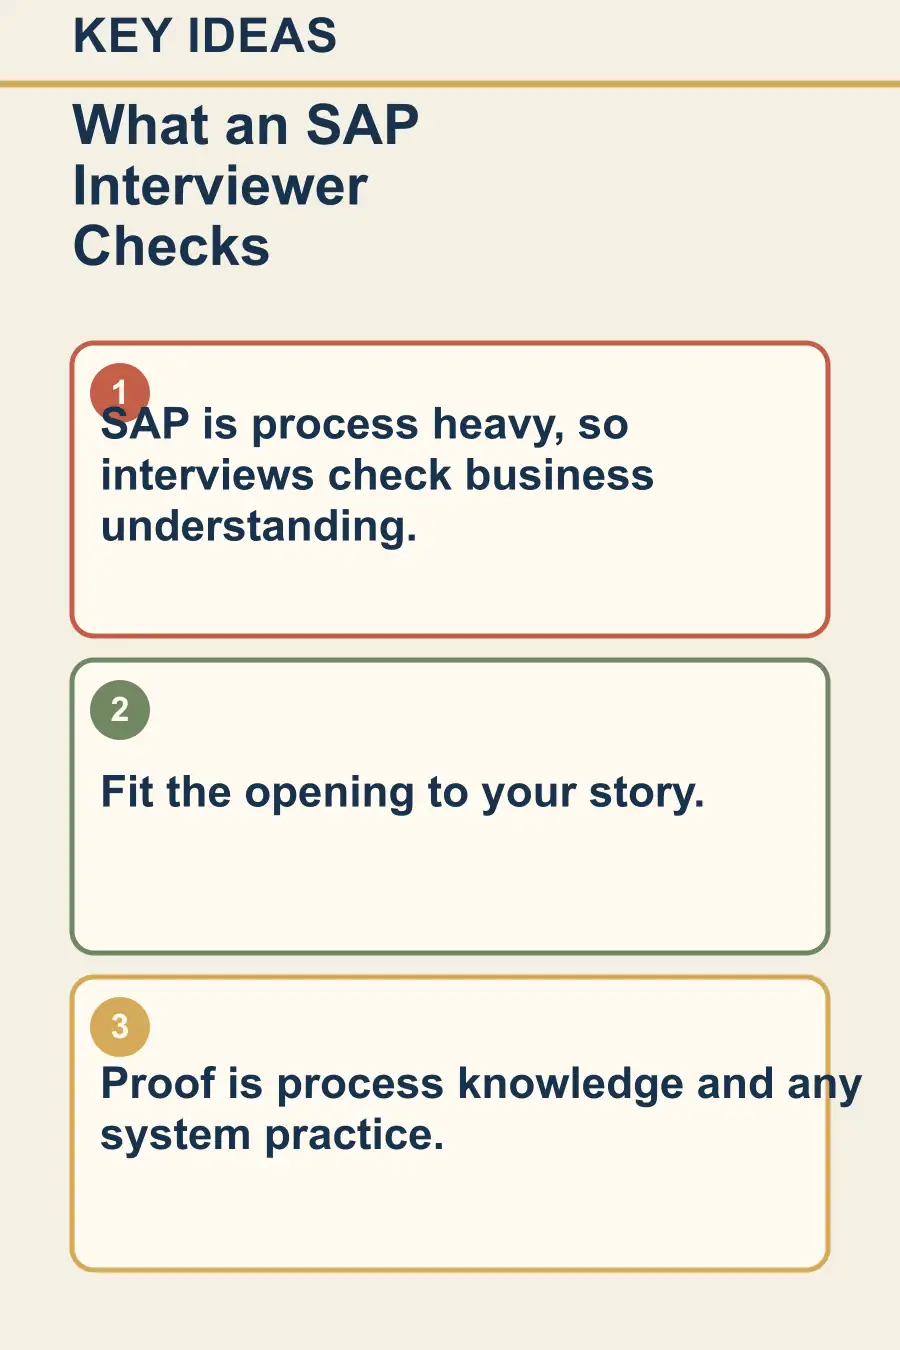 KEY IDEAS
What an SAP
Interviewer
Checks
1
SAP is process heavy, so
interviews check business
understanding.
2
Fit the opening to your story.
3
Proof is process knowledge and any
system practice.